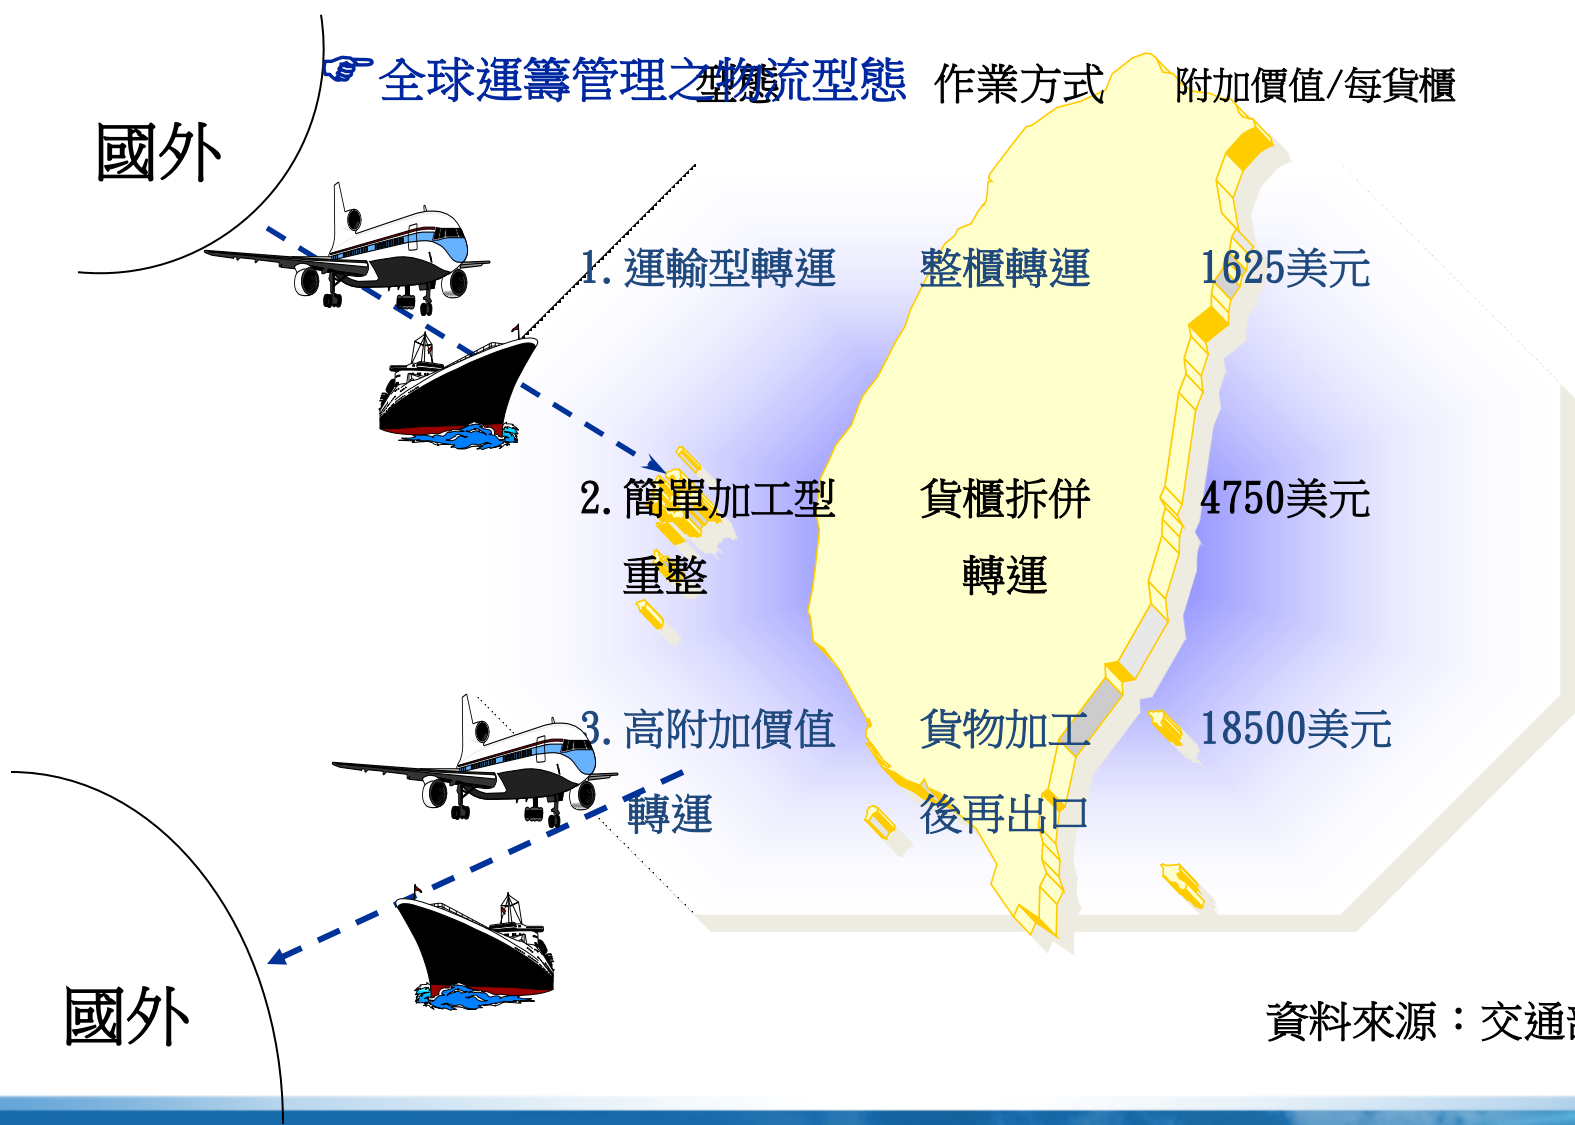 ☞全球運籌管理之物流型態
型態 作業方式 附加價值/每貨櫃
國外
1.運輸型轉運 整櫃轉運 1625美元
2.簡單加工型 貨櫃拆併 4750美元
重整 轉運
3.高附加價值 貨物加工 18500美元
轉運 後再出口
國外
資料來源：交通部